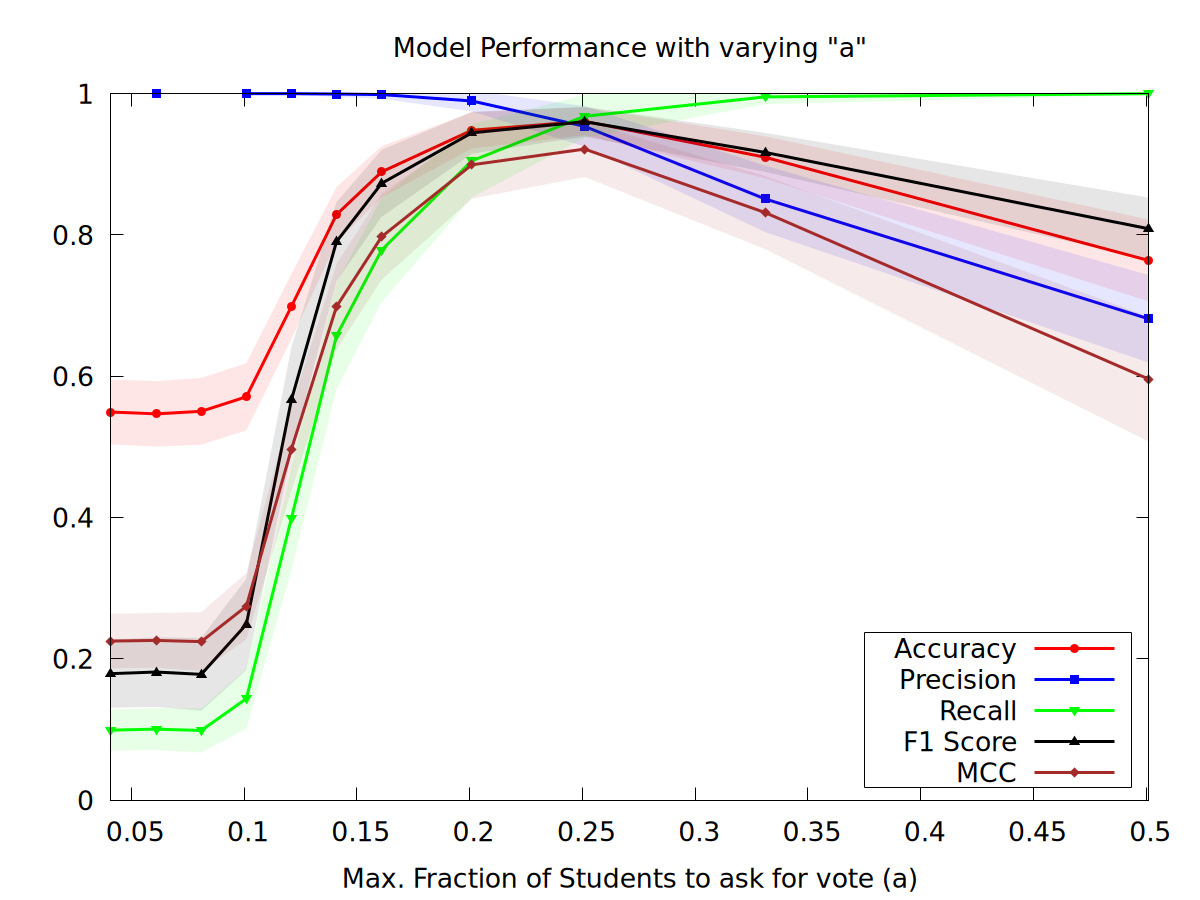 Model Performance with varying "a"
1
0.8
0.6
0.4
0.2
0
Accuracy
Precision
Recall
F1 Score
MCC
0.05 0.1 0.15 0.2 0.25 0.3 0.35 0.4 0.45 0.5
Max. Fraction of Students to ask for vote (a)